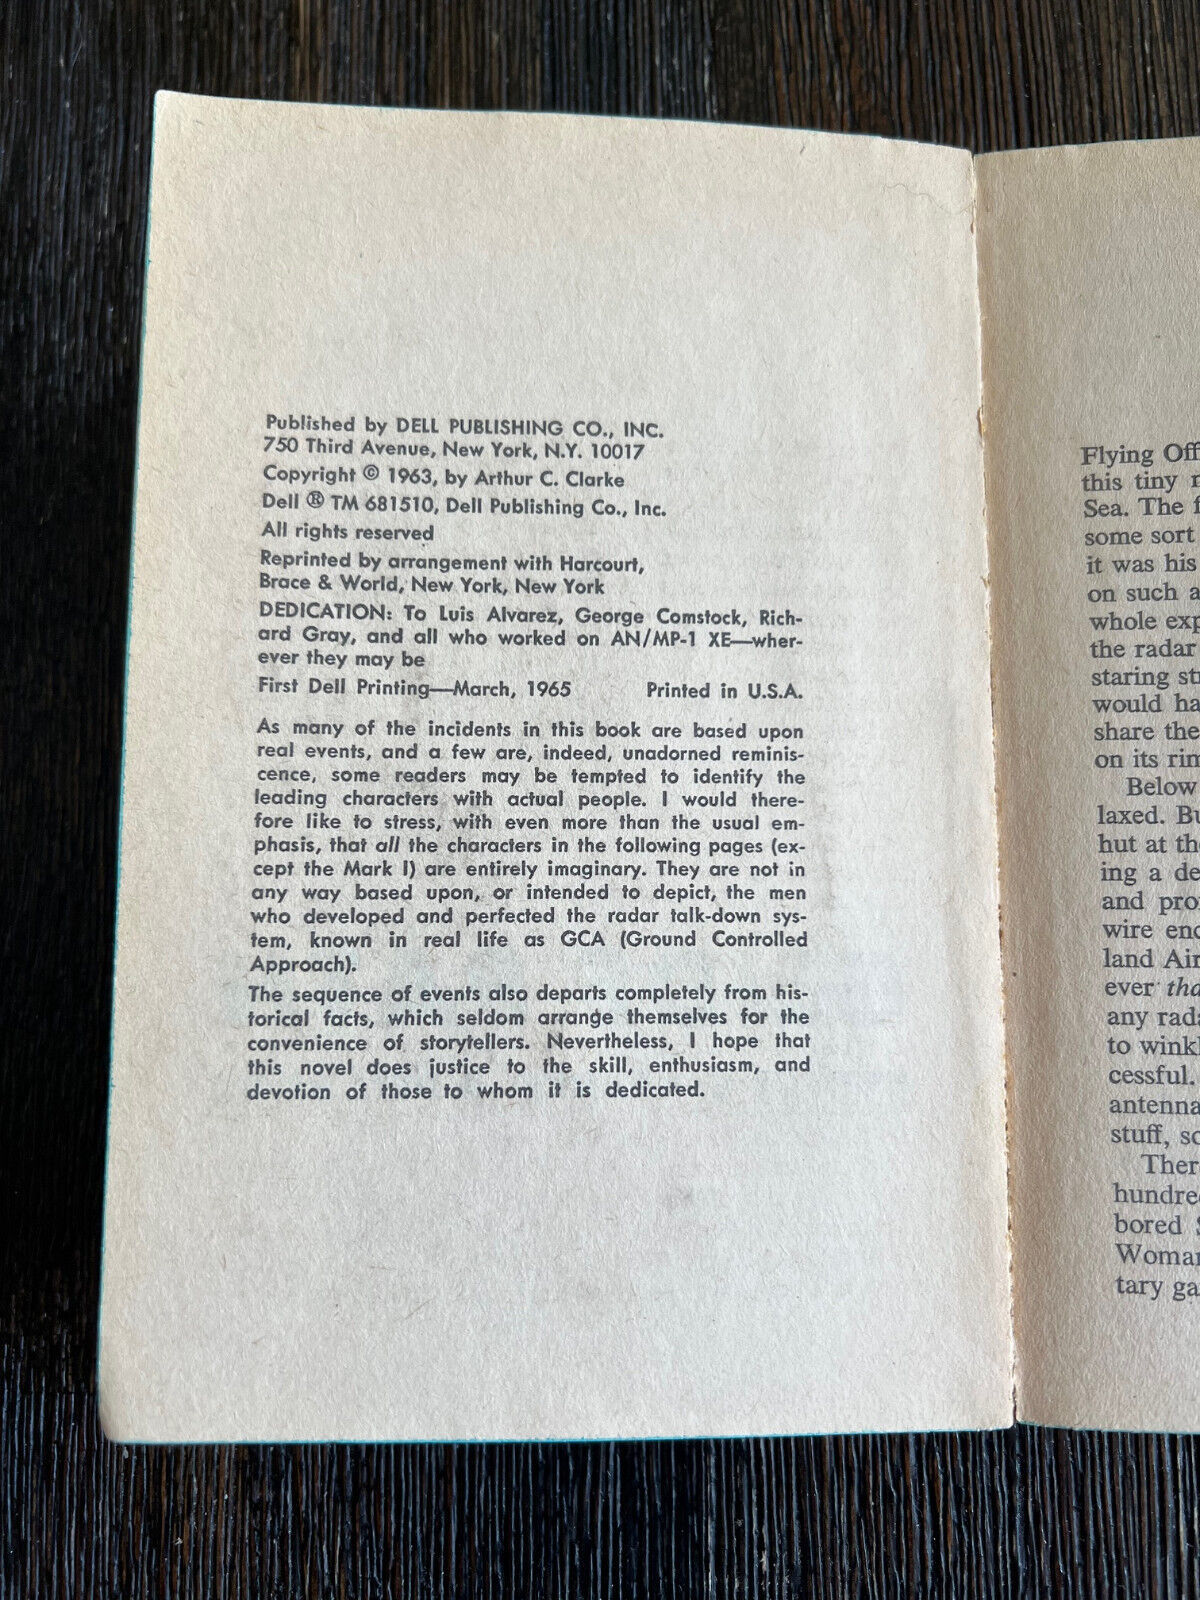 Published by DELL PUBLISHING CO., INC.
750 Third Avenue, New York, N.Y. 10017
Copyright © 1963, by Arthur C. Clarke
Dell ® TM 681510, Dell Publishing Co., Inc.
All rights reserved
Reprinted by arrangement with Harcourt,
Brace & World, New York, New York
DEDICATION: To Luis Alvarez, George Comstock, Rich-
ard Gray, and all who worked on AN/MP-1 XE—wher-
ever they may be
First Dell Printing—March, 1965 Printed in U.S.A.
As many of the incidents in this book are based upon
real events, and a few are, indeed, unadorned reminis-
cence, some readers may be tempted to identify the
leading characters with actual people. I would there-
fore like to stress, with even more than the usual em-
phasis, that all the characters in the following pages (ex-
cept the Mark I) are entirely imaginary. They are not in
any way based upon, or intended to depict, the men
who developed and perfected the radar talk-down sys-
tem, known in real life as GCA (Ground Controlled
Approach).
The sequence of events also departs completely from his-
torical facts, which seldom arrange themselves for the
convenience of storytellers. Nevertheless, I hope that
this novel does justice to the skill, enthusiasm, and
devotion of those to whom it is dedicated.
Flying Off
this tiny
Sea. The
some sort
it was his
on such a
whole exp
the radar
staring
would ha
share the
on its
Below
laxed.
hut at
ing a de
and
wire
land Air
ever
any
to wink
cessful.
antenna
stuff,
Ther
hundre
bored
Woman
tary ga